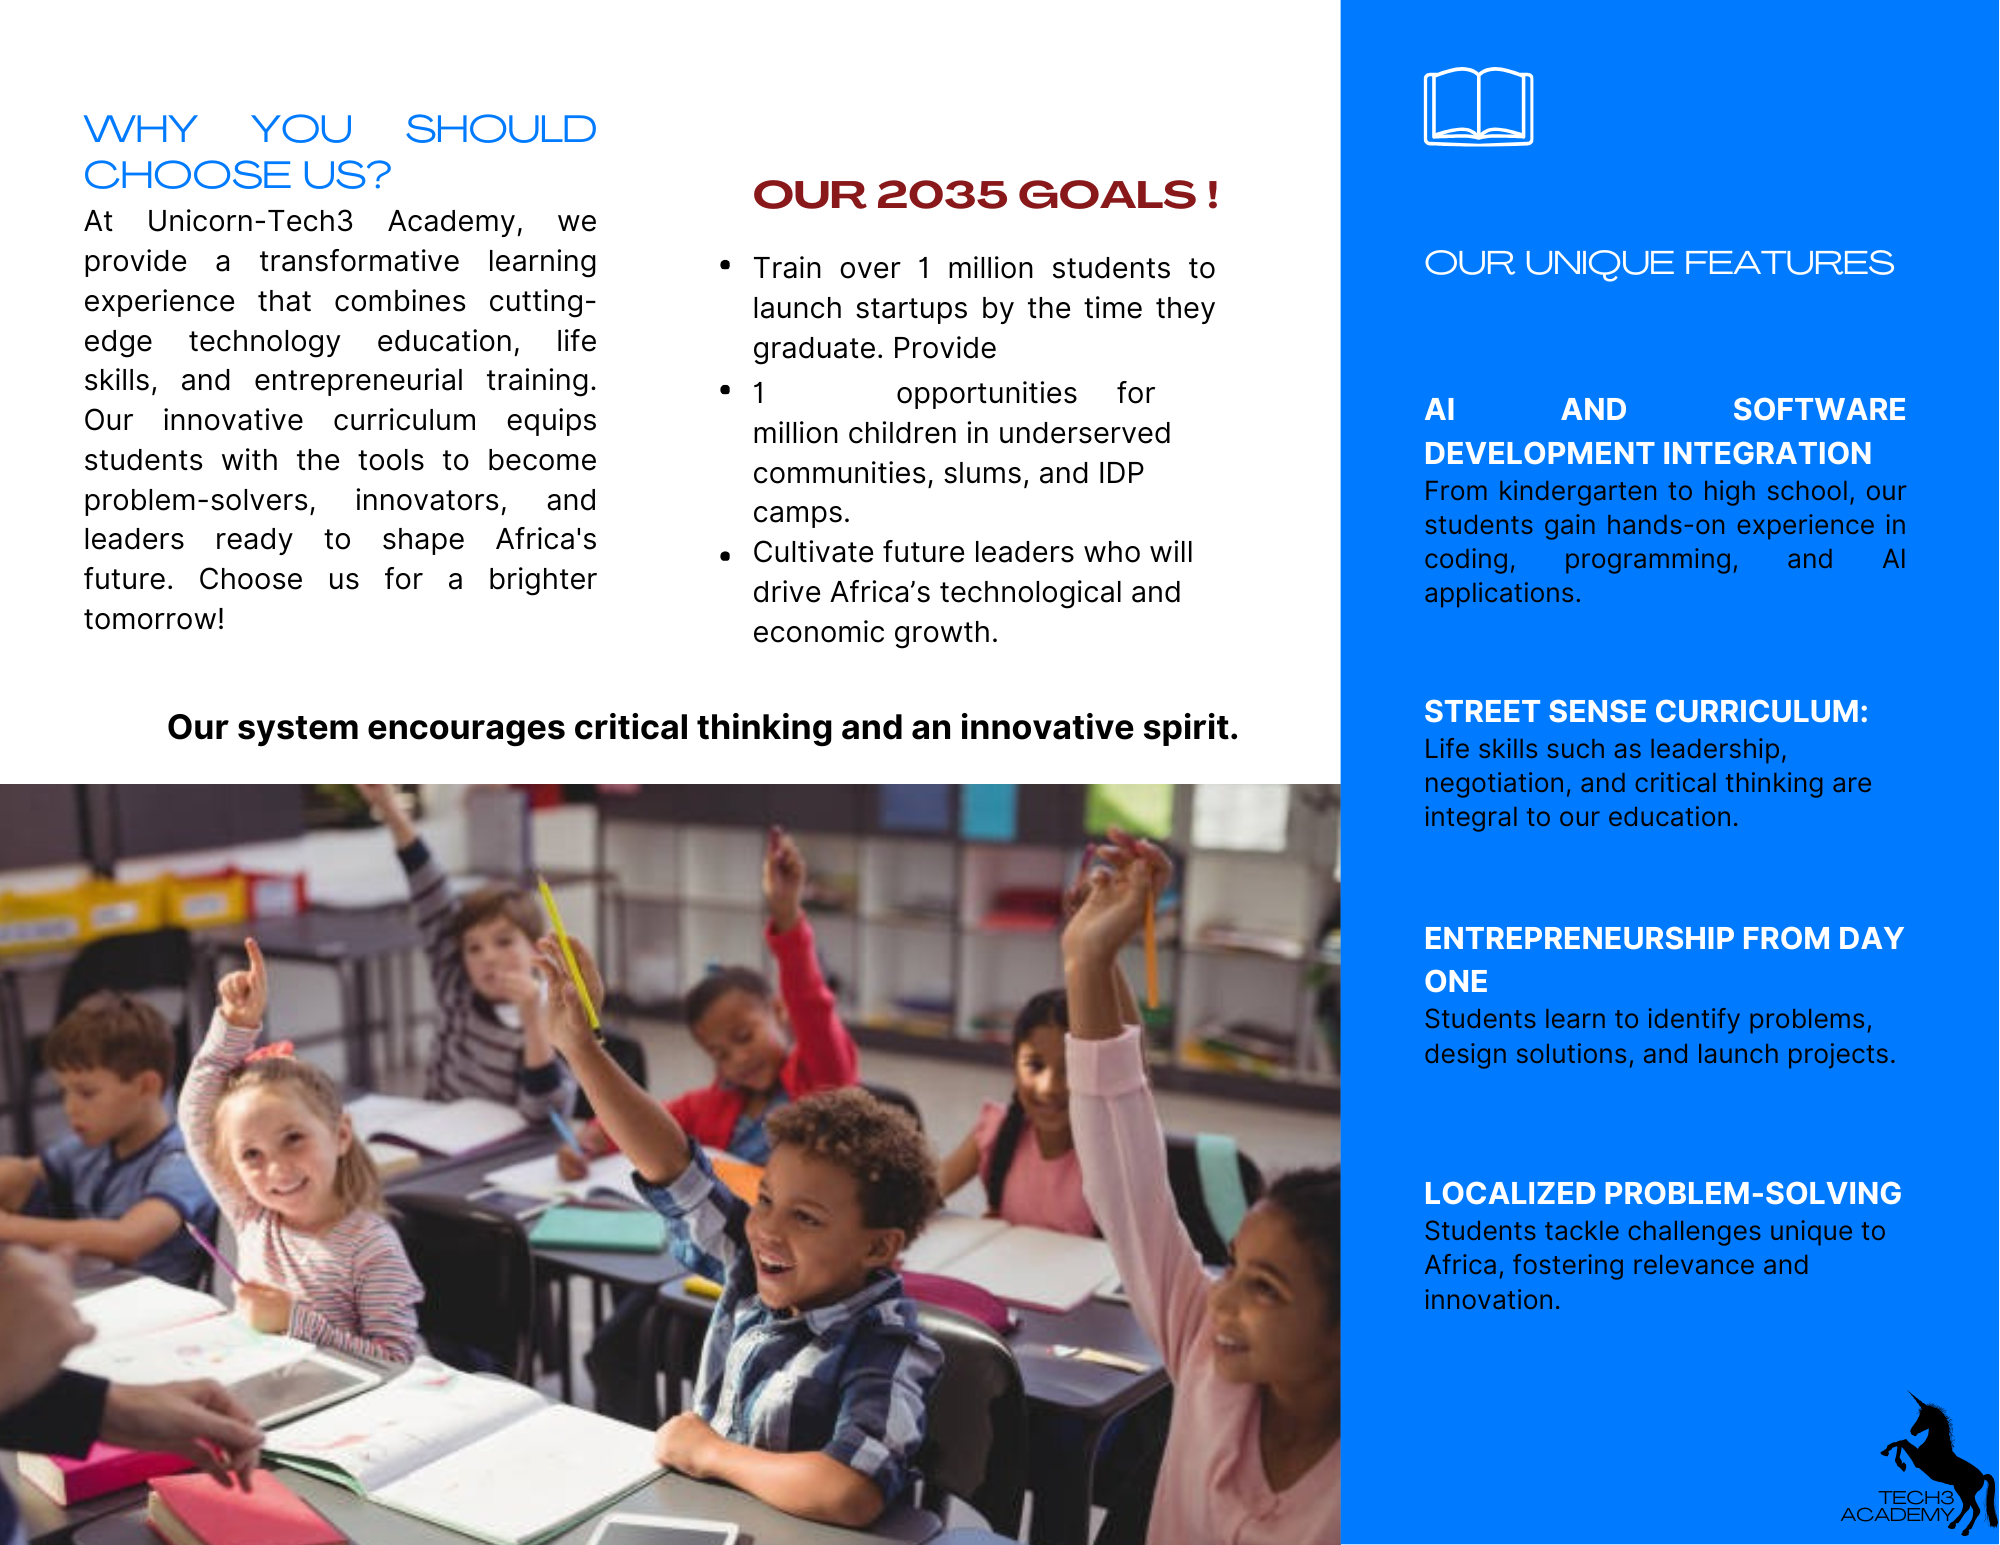 WHY YOU SHOULD
CHOOSE US?
At Unicorn-Tech3 Academy, we
provide a transformative learning
experience that combines cutting-
edge technology education, life
skills, and entrepreneurial training.
Our innovative curriculum equips
students with the tools to become
problem-solvers, innovators, and
leaders ready to shape Africa's
future. Choose us for a brighter
tomorrow!
OUR 2035 GOALS !
• Train over 1 million students to
launch startups by the time they
graduate. Provide
• 1 opportunities for
million children in underserved
communities, slums, and IDP
camps.
• Cultivate future leaders who will
drive Africa’s technological and
economic growth.
Our system encourages critical thinking and an innovative spirit.
OUR UNIQUE FEATURES
AI AND SOFTWARE
DEVELOPMENT INTEGRATION
From kindergarten to high school, our
students gain hands-on experience in
coding, programming, and AI
applications.
STREET SENSE CURRICULUM:
Life skills such as leadership,
negotiation, and critical thinking are
integral to our education.
ENTREPRENEURSHIP FROM DAY
ONE
Students learn to identify problems,
design solutions, and launch projects.
LOCALIZED PROBLEM-SOLVING
Students tackle challenges unique to
Africa, fostering relevance and
innovation.
TECH3
ACADEMY